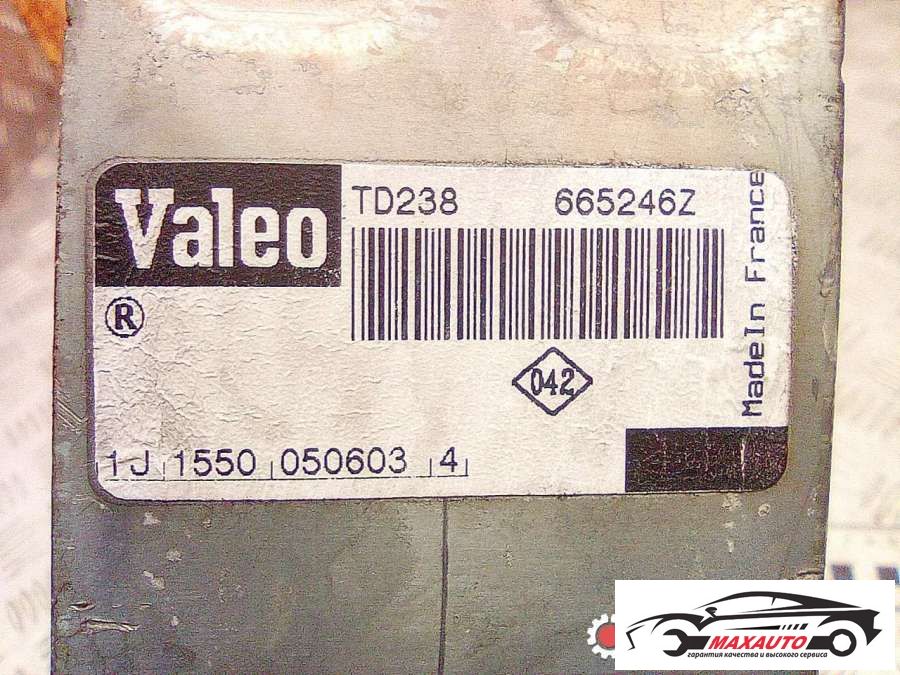 Valeo
TD238 665246Z
®
Made In France
042
1J 1550 050603 4
MAXAUTO
гарантия качества и высокого сервиса